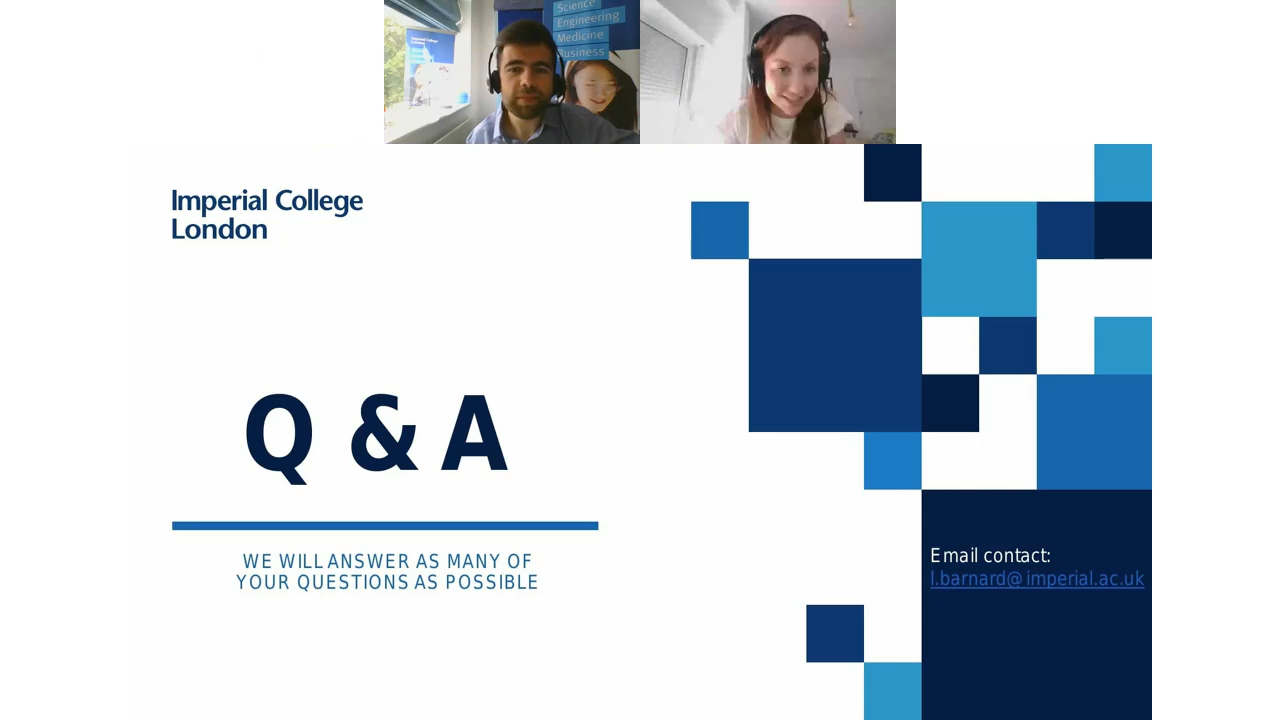 Science
Engineering
Medicine
Business
Imperial College
London
Q & A
WE WILL ANSWER AS MANY OF
YOUR QUESTIONS AS POSSIBLE
Email contact:
l.barnard@imperial.ac.uk